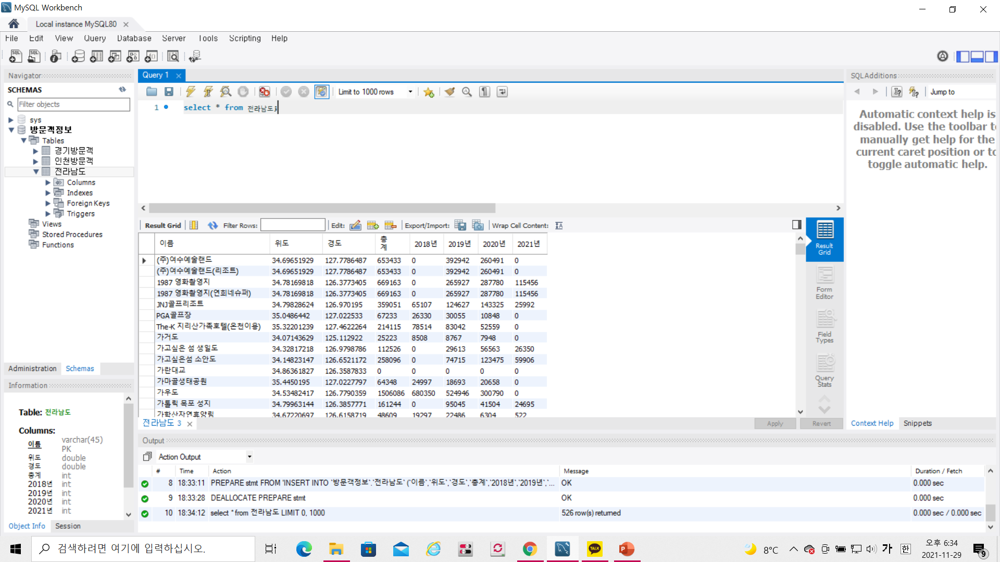 MySQL Workbench
Local instance MySQL80
File Edit View Query Database Server Tools Scripting Help
Navigator
SCHEMAS
Filter objects
sys
방문객정보
Tables
경기방문객
인천방문객
전라남도
Columns
Indexes
Foreign Keys
Triggers
Views
Stored Procedures
Functions
Administration Schemas
Information
Table: 전라남도
Columns:
이름 varchar(45) PK
위도 double
경도 double
총계 int
2018년 int
2019년 int
2020년 int
2021년 int
Object Info Session
Query 1
Limit to 1000 rows
1 select * from 전라남도;
Result Grid Filter Rows: Edit: Export/Import: Wrap Cell Content:
이름 위도 경도 총계 2018년 2019년 2020년 2021년
(주)여수예술랜드 34.69651929 127.7786487 653433 0 392942 260491 0
(주)여수예술랜드(리조트) 34.69651929 127.7786487 653433 0 392942 260491 0
1987 영화촬영지 34.78169818 126.3773405 669163 0 265927 287780 115456
1987 영화촬영지(연희네슈퍼) 34.78169818 126.3773405 669163 0 265927 287780 115456
JNJ골프리조트 34.79828624 126.970195 359051 65107 124627 143325 25992
PGA골프장 35.0486442 127.022533 67233 26330 30055 10848 0
The-K 지리산가족호텔(온천이용) 35.32201239 127.4622264 214115 78514 83042 52559 0
가거도 34.07143629 125.112922 25223 8508 8767 7948 0
가고싶은 섬 생일도 34.32817218 126.9798786 112526 0 29613 56563 26350
가고싶은섬 소안도 34.14823147 126.6521172 258096 0 74715 123475 59906
가란대교 34.86361827 126.3587833 0 0 0 0 0
가마골생태공원 35.4450195 127.0227797 64348 24997 18693 20658 0
가우도 34.53482417 126.7790359 1506086 680350 524946 300790 0
가톨릭 목포 성지 34.79963144 126.3857771 161244 0 95045 41504 24695
가학산자연휴양림 34.67220697 126.6158719 48609 19297 22486 6304 522
전라남도 3
Apply Revert
Result Grid
Form Editor
Field Types
Query Stats
Output
Action Output
# Time Action Message Duration / Fetch
8 18:33:11 PREPARE stmt FROM 'INSERT INTO `방문객정보`.`전라남도` (`이름`,`위도`,`경도`,`총계`,`2018년`,`2019년`,`... OK 0.000 sec
9 18:33:28 DEALLOCATE PREPARE stmt OK 0.000 sec
10 18:34:12 select * from 전라남도 LIMIT 0, 1000 526 row(s) returned 0.000 sec / 0.000 sec
SQLAdditions
Jump to
Automatic context help is
disabled. Use the toolbar t
manually get help for the
current caret position or to
toggle automatic help.
Context Help Snippets
검색하려면 여기에 입력하십시오.
TALK
P
8°C
가
한
오후 6:34
2021-11-29
9